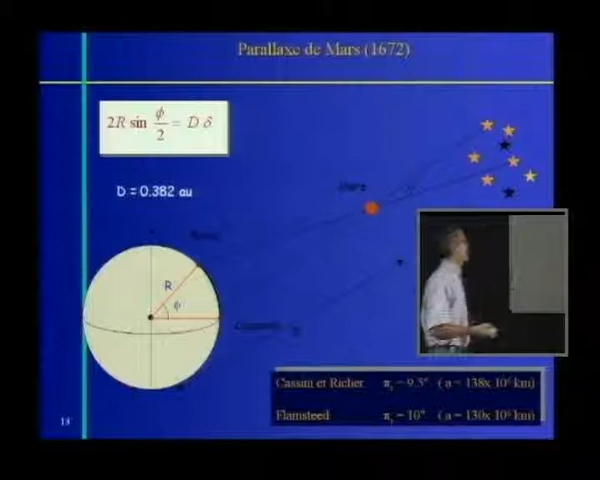 Parallaxe de Mars (1672)
2R sin φ/2 = D δ
D = 0.382 au
Mars
R
φ
Cassini et Richer π = 9.5" ( a = 138x 10⁶ km)
Flamsteed π = 10" ( a = 130x 10⁶ km)